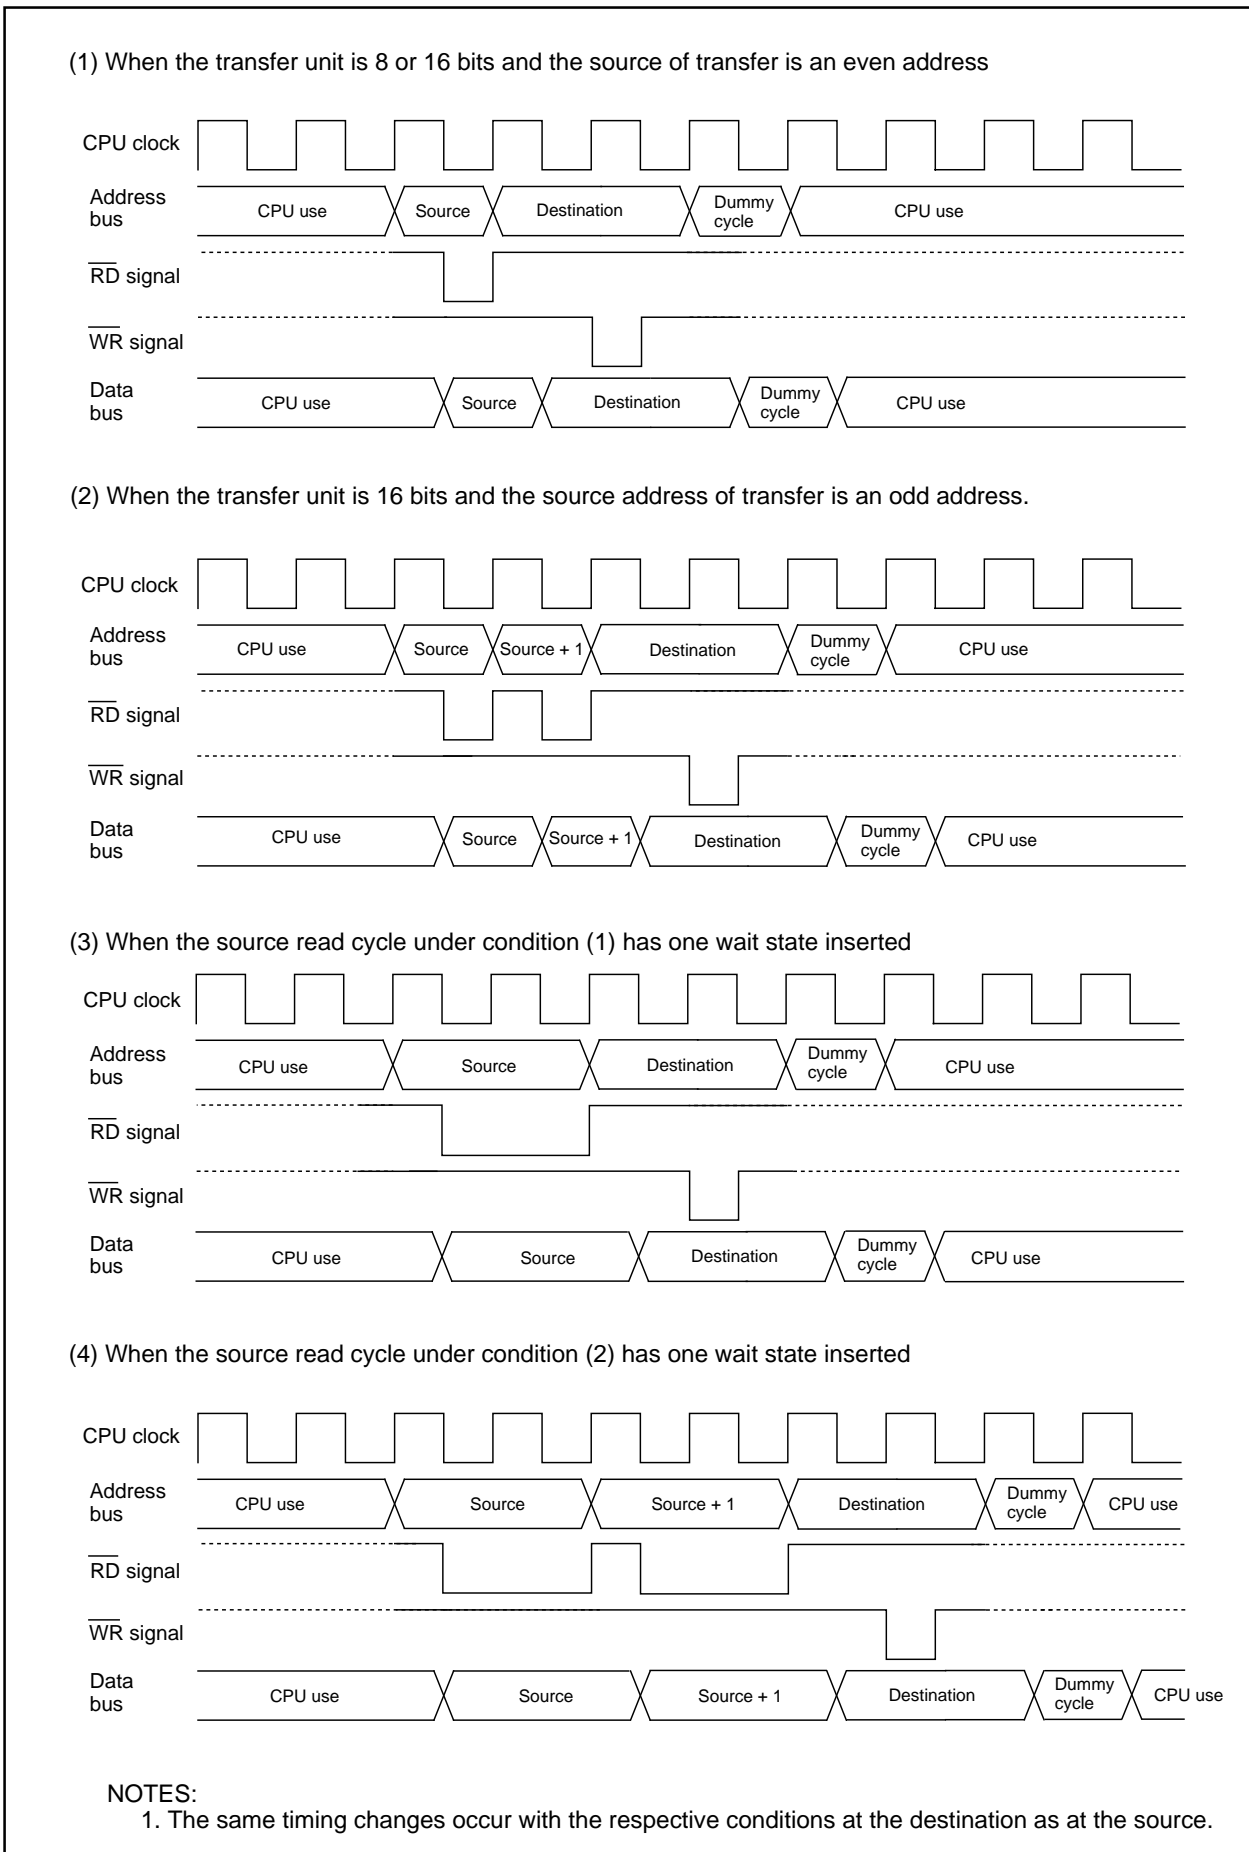 (1) When the transfer unit is 8 or 16 bits and the source of transfer is an even address
CPU clock
Address
bus
CPU use
Source
Destination
Dummy
cycle
CPU use
RD signal
WR signal
Data
bus
CPU use
Source
Destination
Dummy
cycle
CPU use
(2) When the transfer unit is 16 bits and the source address of transfer is an odd address.
CPU clock
Address
bus
CPU use
Source
Source + 1
Destination
Dummy
cycle
CPU use
RD signal
WR signal
Data
bus
CPU use
Source
Source + 1
Destination
Dummy
cycle
CPU use
(3) When the source read cycle under condition (1) has one wait state inserted
CPU clock
Address
bus
CPU use
Source
Destination
Dummy
cycle
CPU use
RD signal
WR signal
Data
bus
CPU use
Source
Destination
Dummy
cycle
CPU use
(4) When the source read cycle under condition (2) has one wait state inserted
CPU clock
Address
bus
CPU use
Source
Source + 1
Destination
Dummy
cycle
CPU use
RD signal
WR signal
Data
bus
CPU use
Source
Source + 1
Destination
Dummy
cycle
CPU use
NOTES:
1. The same timing changes occur with the respective conditions at the destination as at the source.